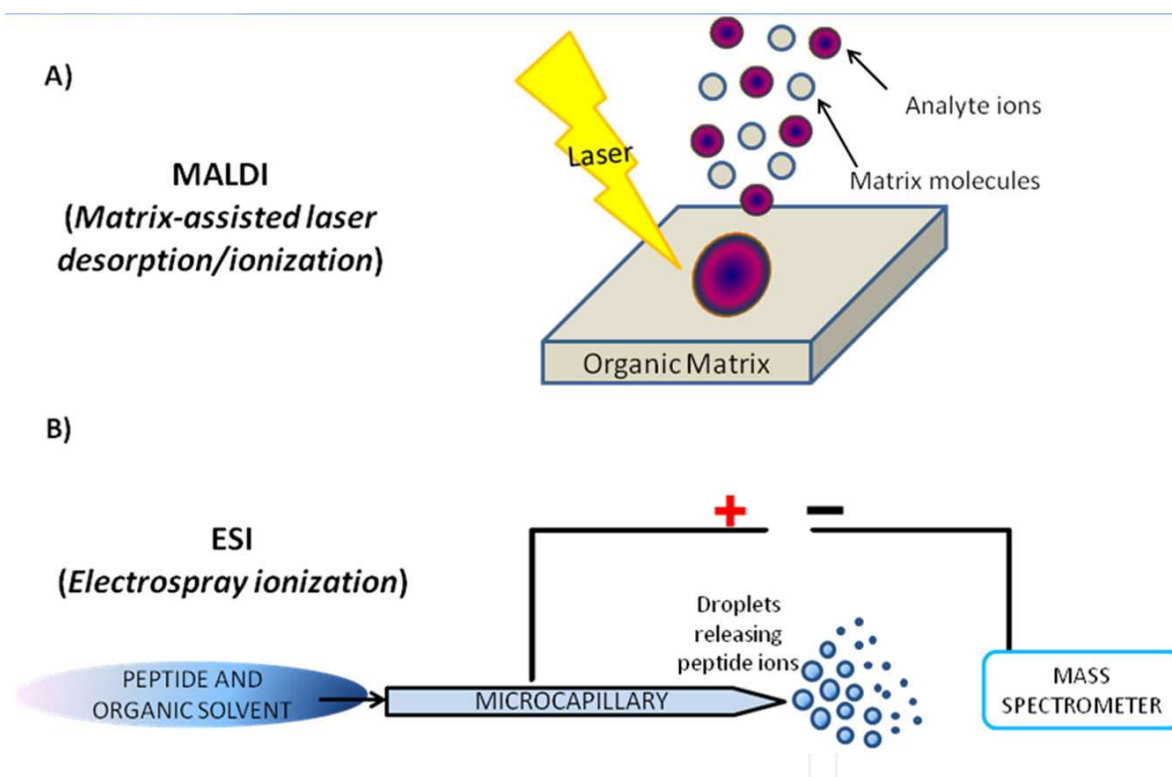 A)
MALDI
(Matrix-assisted laser
desorption/ionization)
Laser
Analyte ions
Matrix molecules
Organic Matrix
B)
ESI
(Electrospray ionization)
+ −
Droplets
releasing
peptide ions
PEPTIDE AND
ORGANIC SOLVENT
MICROCAPILLARY
MASS
SPECTROMETER